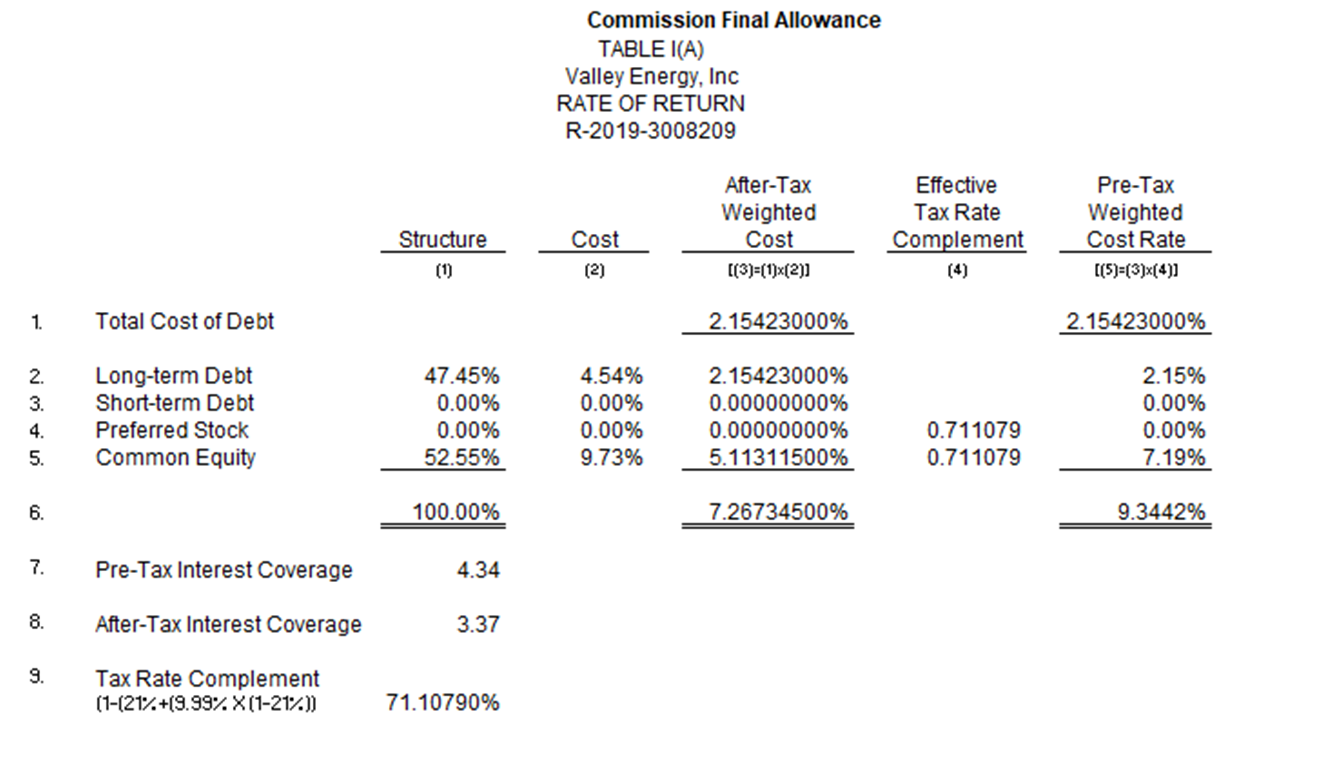 Commission Final Allowance
TABLE I(A)
Valley Energy, Inc
RATE OF RETURN
R-2019-3008209
After-Tax Effective Pre-Tax
Weighted Tax Rate Weighted
Structure Cost Cost Complement Cost Rate
(1) (2) [(3)=(1)x(2)] (4) [(5)=(3)x(4)]
1. Total Cost of Debt 2.15423000% 2.15423000%
2. Long-term Debt 47.45% 4.54% 2.15423000% 2.15%
3. Short-term Debt 0.00% 0.00% 0.00000000% 0.00%
4. Preferred Stock 0.00% 0.00% 0.00000000% 0.711079 0.00%
5. Common Equity 52.55% 9.73% 5.11311500% 0.711079 7.19%
6. 100.00% 7.26734500% 9.3442%
7. Pre-Tax Interest Coverage 4.34
8. After-Tax Interest Coverage 3.37
9. Tax Rate Complement
(1-(21%+(9.99% X (1-21%)) 71.10790%